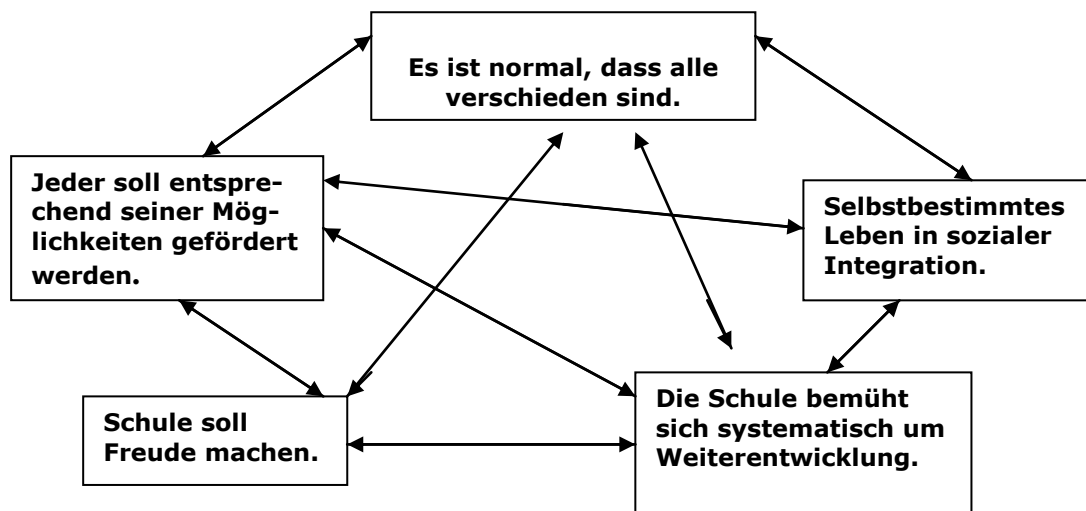 Es ist normal, dass alle
verschieden sind.
Jeder soll entspre-
chend seiner Mög-
lichkeiten gefördert
werden.
Selbstbestimmtes
Leben in sozialer
Integration.
Schule soll
Freude machen.
Die Schule bemüht
sich systematisch um
Weiterentwicklung.